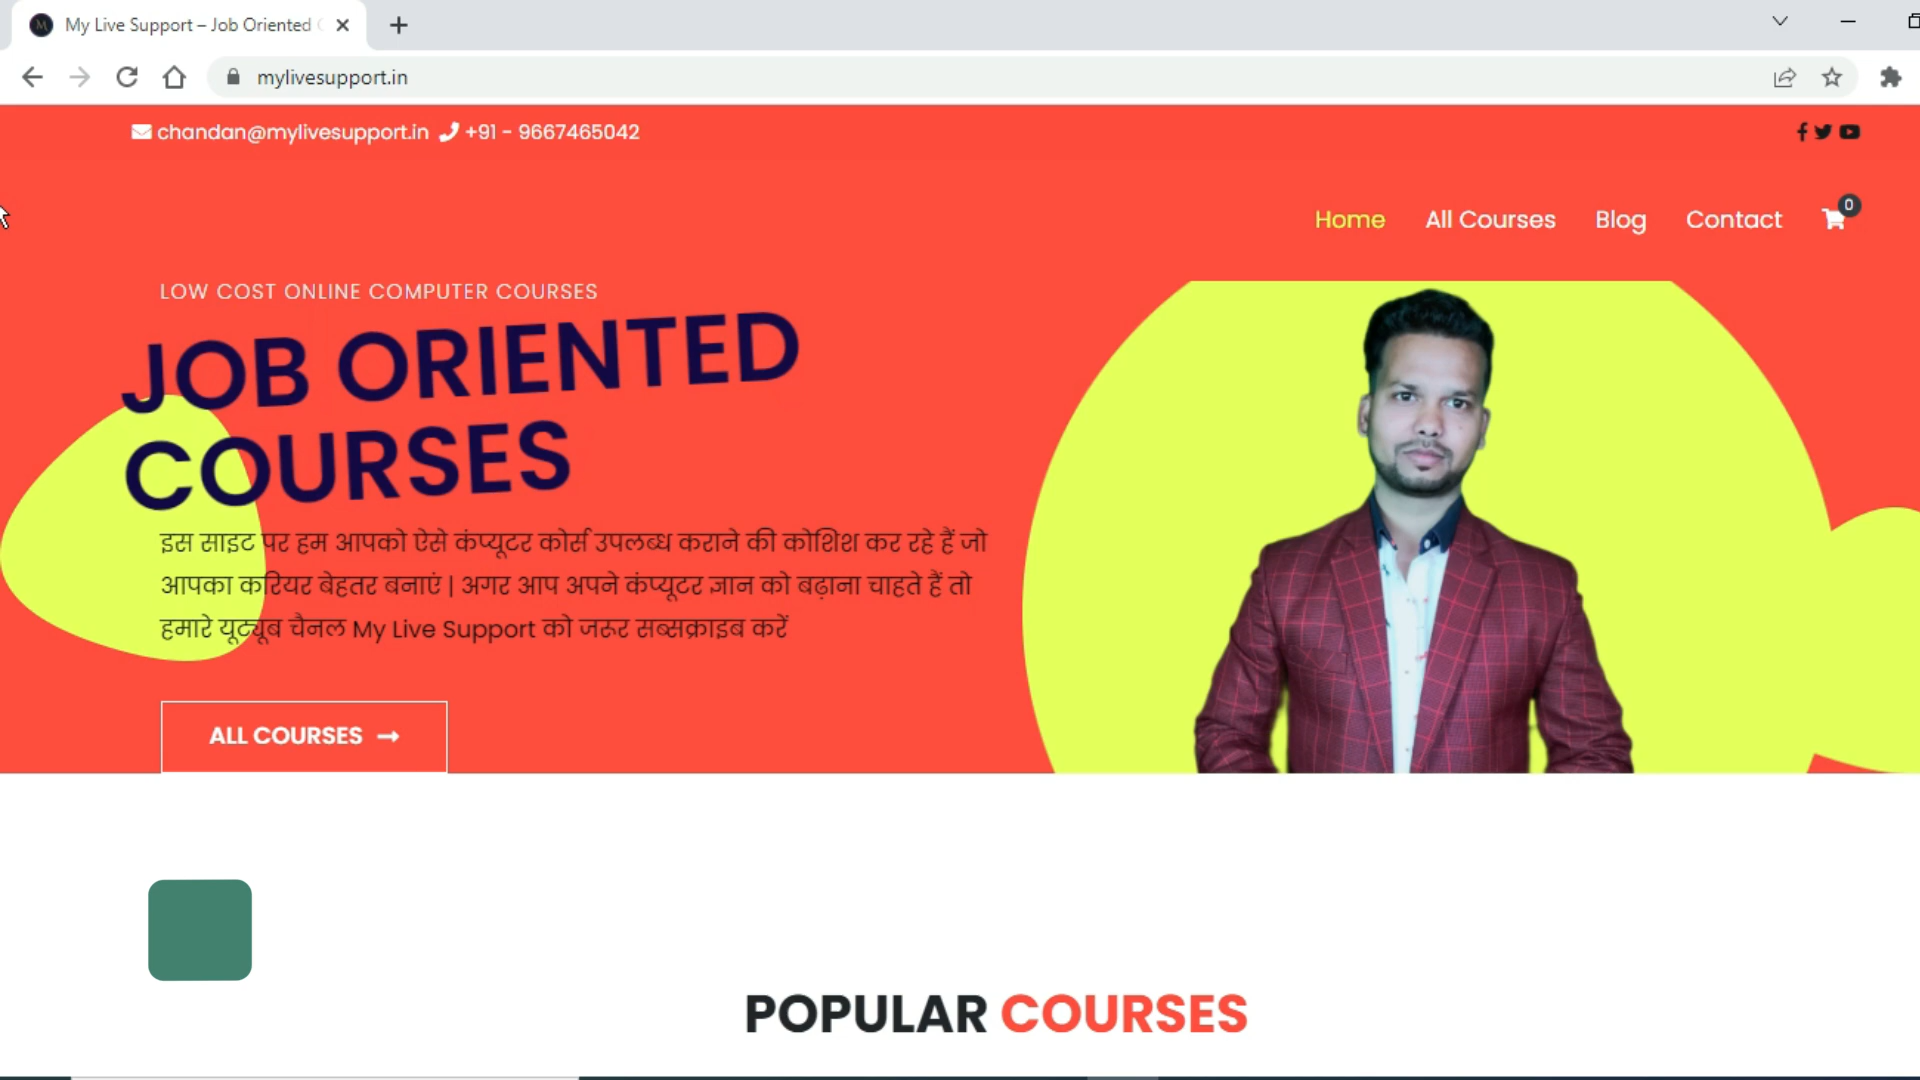 My Live Support – Job Oriented
mylivesupport.in
chandan@mylivesupport.in +91 - 9667465042
Home All Courses Blog Contact 0
LOW COST ONLINE COMPUTER COURSES
JOB ORIENTED
COURSES
इस साइट पर हम आपको ऐसे कंप्यूटर कोर्स उपलब्ध कराने की कोशिश कर रहे हैं जो
आपका करियर बेहतर बनाएं | अगर आप अपने कंप्यूटर ज्ञान को बढ़ाना चाहते हैं तो
हमारे यूट्यूब चैनल My Live Support को जरूर सब्सक्राइब करें
ALL COURSES
POPULAR COURSES